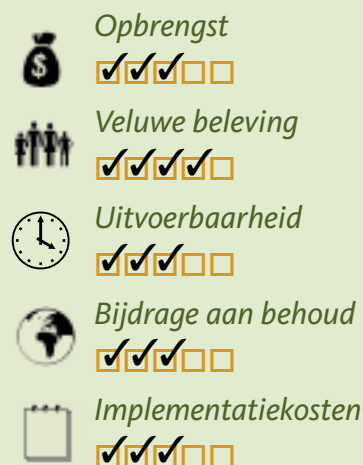 Opbrengst
Veluwe beleving
Uitvoerbaarheid
Bijdrage aan behoud
Implementatiekosten